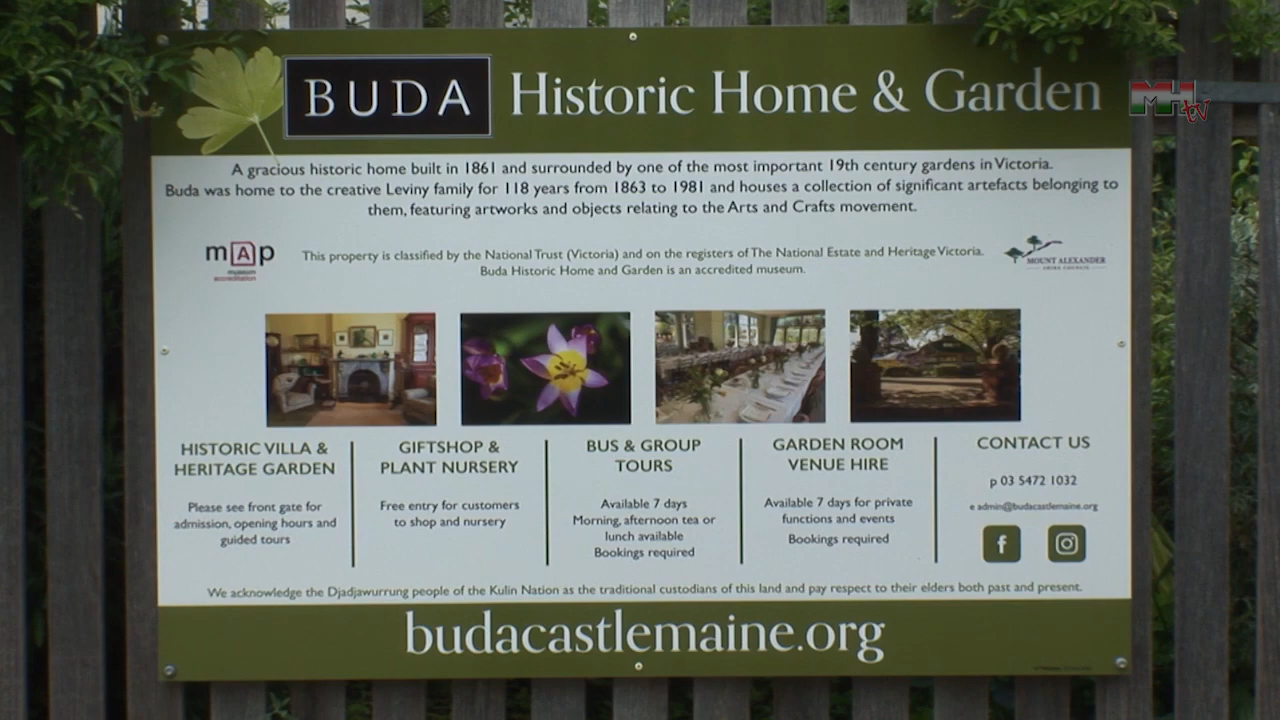 BUDA Historic Home & Garden
MH tv
A gracious historic home built in 1861 and surrounded by one of the most important 19th century gardens in Victoria.
Buda was home to the creative Leviny family for 118 years from 1863 to 1981 and houses a collection of significant artefacts belonging to
them, featuring artworks and objects relating to the Arts and Crafts movement.
map
museum
accreditation
This property is classified by the National Trust (Victoria) and on the registers of The National Estate and Heritage Victoria.
Buda Historic Home and Garden is an accredited museum.
MOUNT ALEXANDER
SHIRE COUNCIL
HISTORIC VILLA &
HERITAGE GARDEN
Please see front gate for
admission, opening hours and
guided tours
GIFTSHOP &
PLANT NURSERY
Free entry for customers
to shop and nursery
BUS & GROUP
TOURS
Available 7 days
Morning, afternoon tea or
lunch available
Bookings required
GARDEN ROOM
VENUE HIRE
Available 7 days for private
functions and events
Bookings required
CONTACT US
p 03 5472 1032
e admin@budacastlemaine.org
We acknowledge the Djadjawurrung people of the Kulin Nation as the traditional custodians of this land and pay respect to their elders both past and present.
budacastlemaine.org